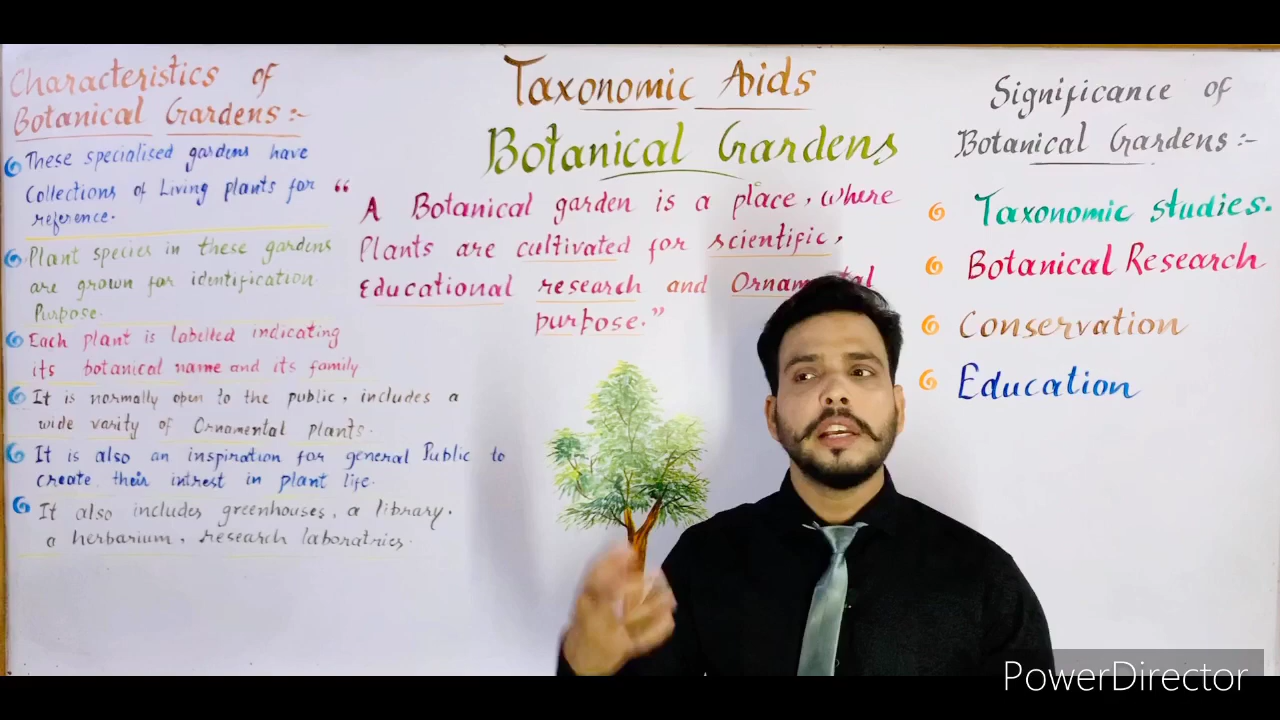 Characteristics of
Botanical Gardens :-
These specialised gardens have
Collections of Living plants for
reference.
Plant species in these gardens
are grown for identification
Purpose.
Each plant is labelled indicating
its botanical name and its family
It is normally open to the public, includes a
wide varity of Ornamental plants.
It is also an inspiration for general Public to
create their intrest in plant life.
It also includes greenhouses, a library,
a herbarium, research laboratries.
Taxonomic Aids
Botanical Gardens
“ A Botanical garden is a place, where
Plants are cultivated for scientific,
Educational research and Ornamental
purpose.”
Significance of
Botanical Gardens :-
Taxonomic studies.
Botanical Research
Conservation
Education
PowerDirector